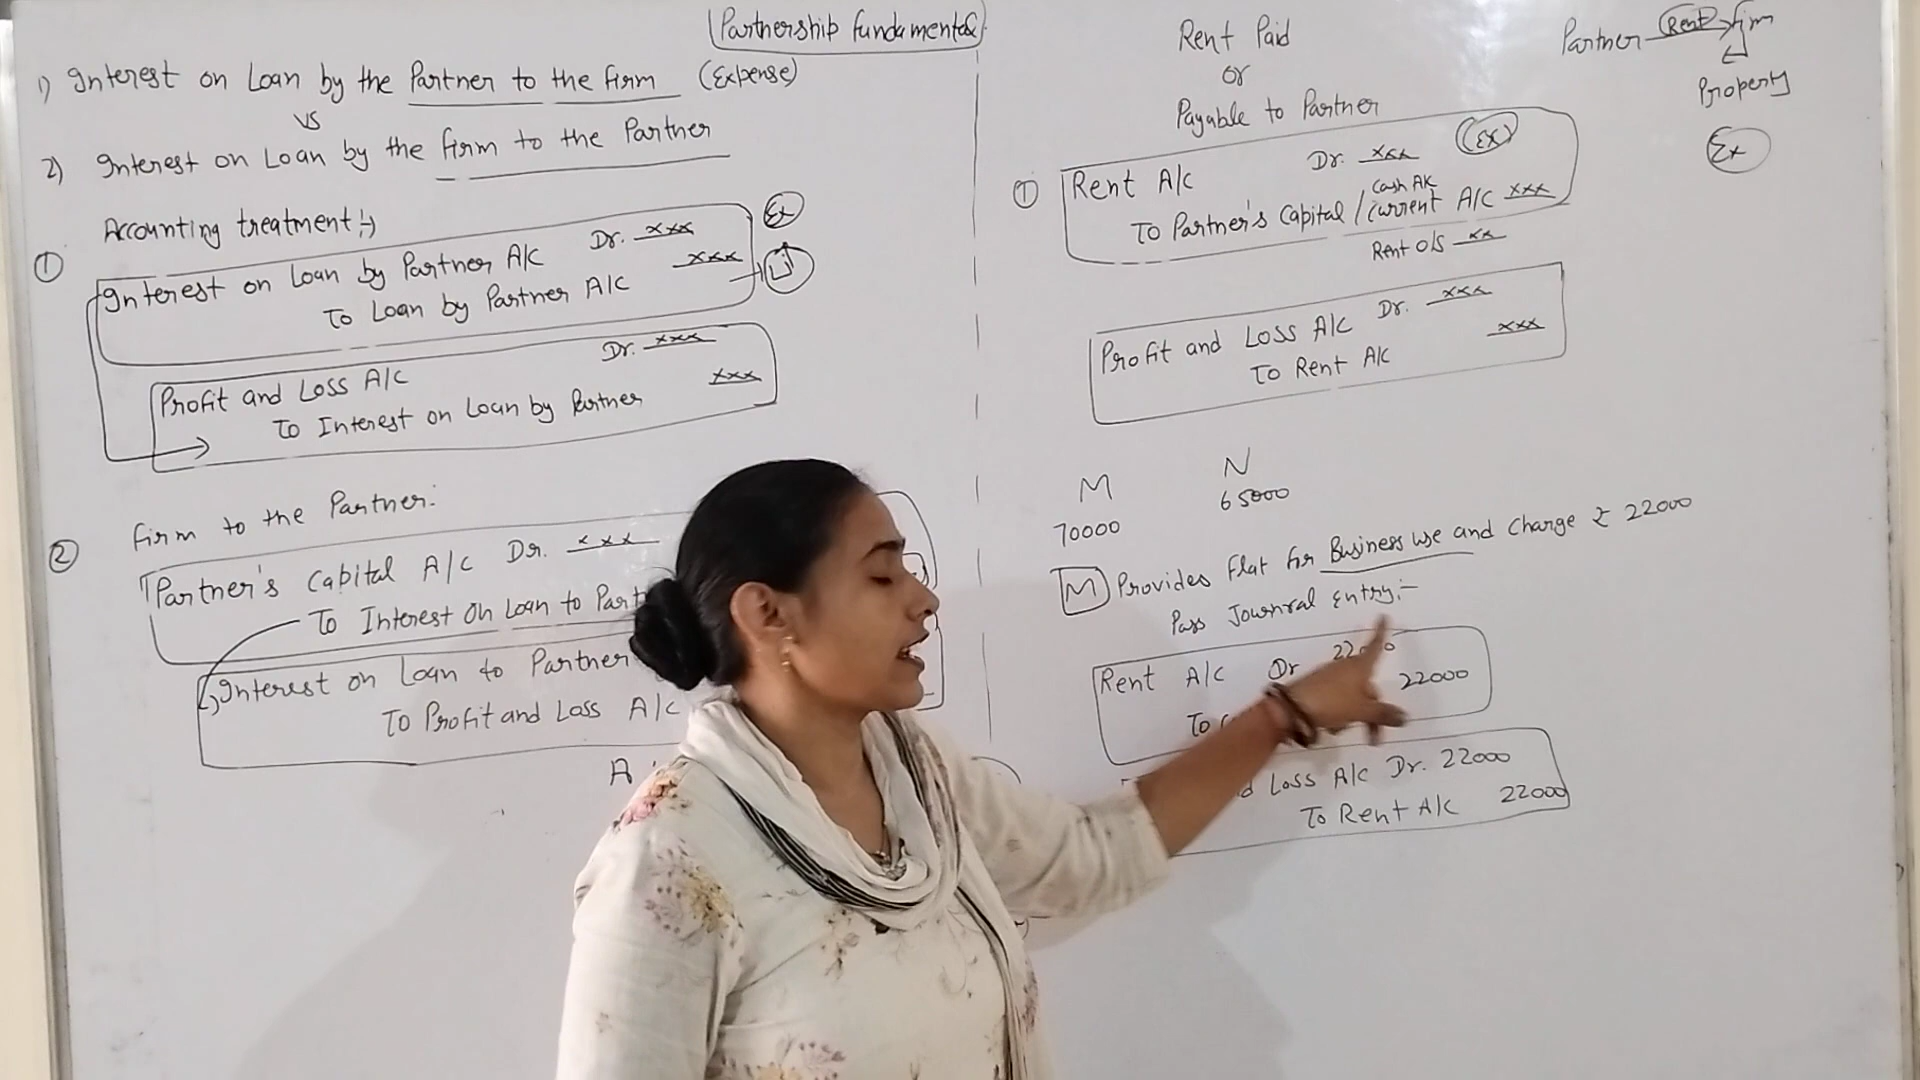 Partnership fundamentals
1) Interest on Loan by the Partner to the firm (Expense)
VS
2) Interest on Loan by the firm to the Partner
Accounting treatment:-)
① Interest on Loan by Partner A/C Dr. xxx Ex
To Loan by Partner A/C xxx
Profit and Loss A/C Dr. xxx
To Interest on Loan by Partner xxx
② firm to the Partner:
Partner's Capital A/C Dr. xxx
To Interest on Loan to Part
Interest on Loan to Partner
To Profit and Loss A/C
A
Rent Paid
or
Payable to Partner
① Rent A/C Dr. xxx (Ex)
Cash A/C
To Partner's Capital / Current A/C xxx
Rent O/S xx
Profit and Loss A/C Dr. xxx
To Rent A/C xxx
M N
70000 65000
M Provides flat for Business use and charge ₹ 22000
Pass Jounral Entry:-
Rent A/C Dr 22000
To 22000
Loss A/C Dr. 22000
To Rent A/C 22000
Partner Rent firm
Property
Ex